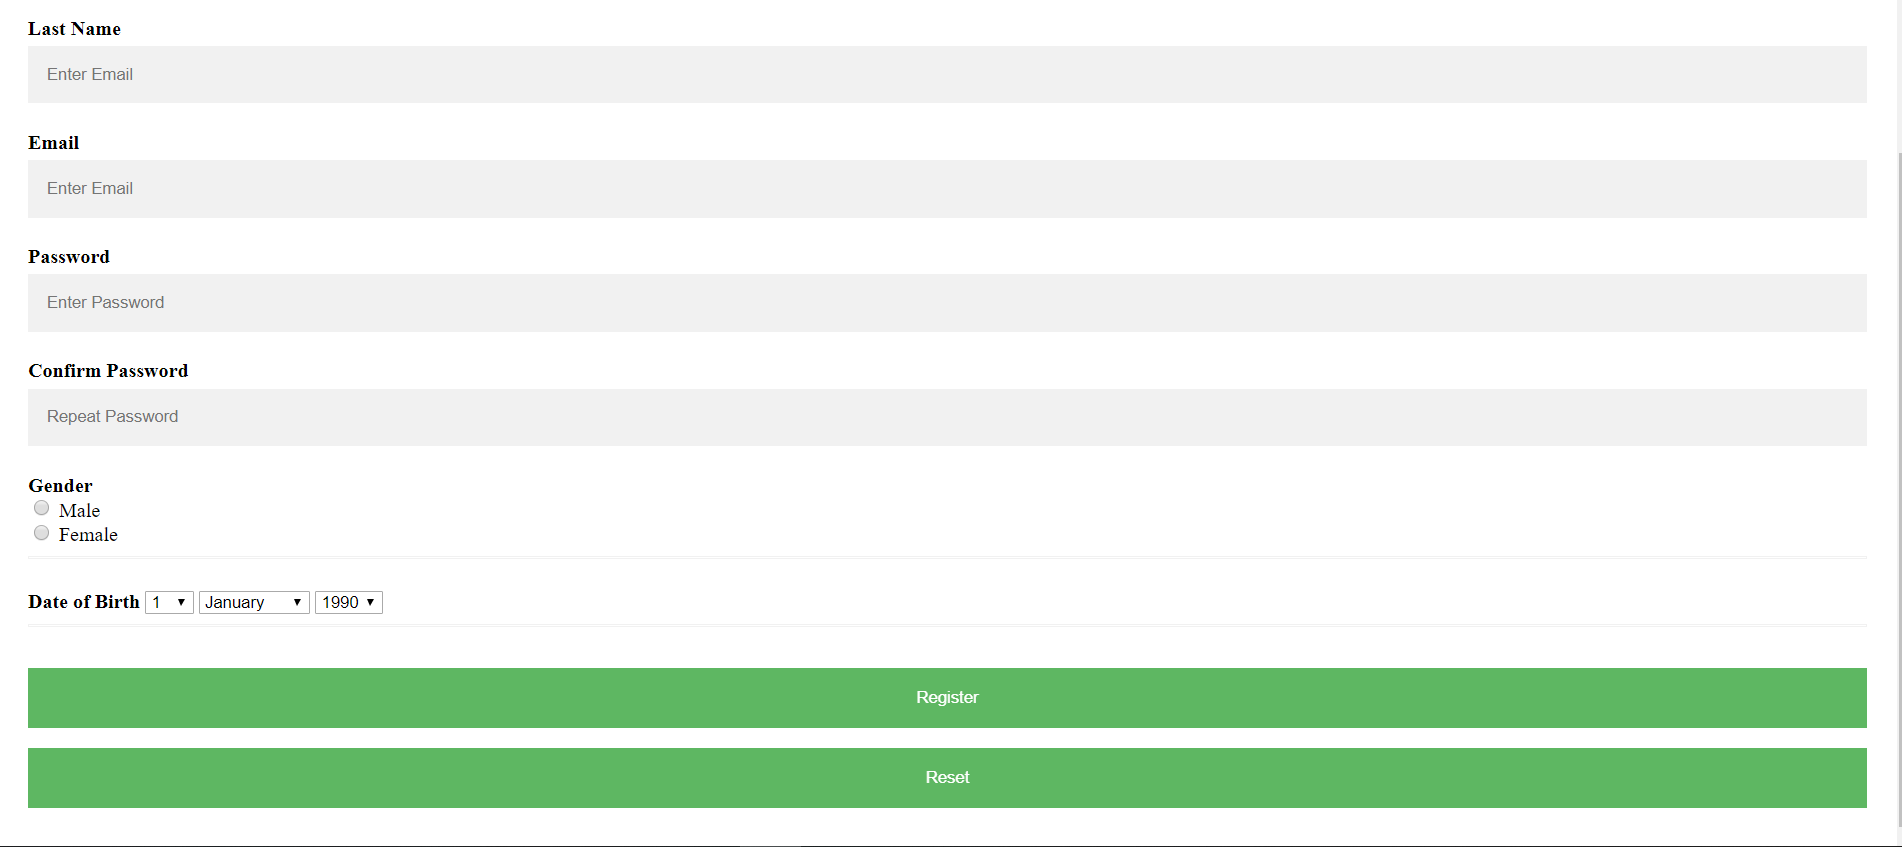 Last Name
Enter Email
Email
Enter Email
Password
Enter Password
Confirm Password
Repeat Password
Gender
Male
Female
Date of Birth 1 January 1990
Register
Reset